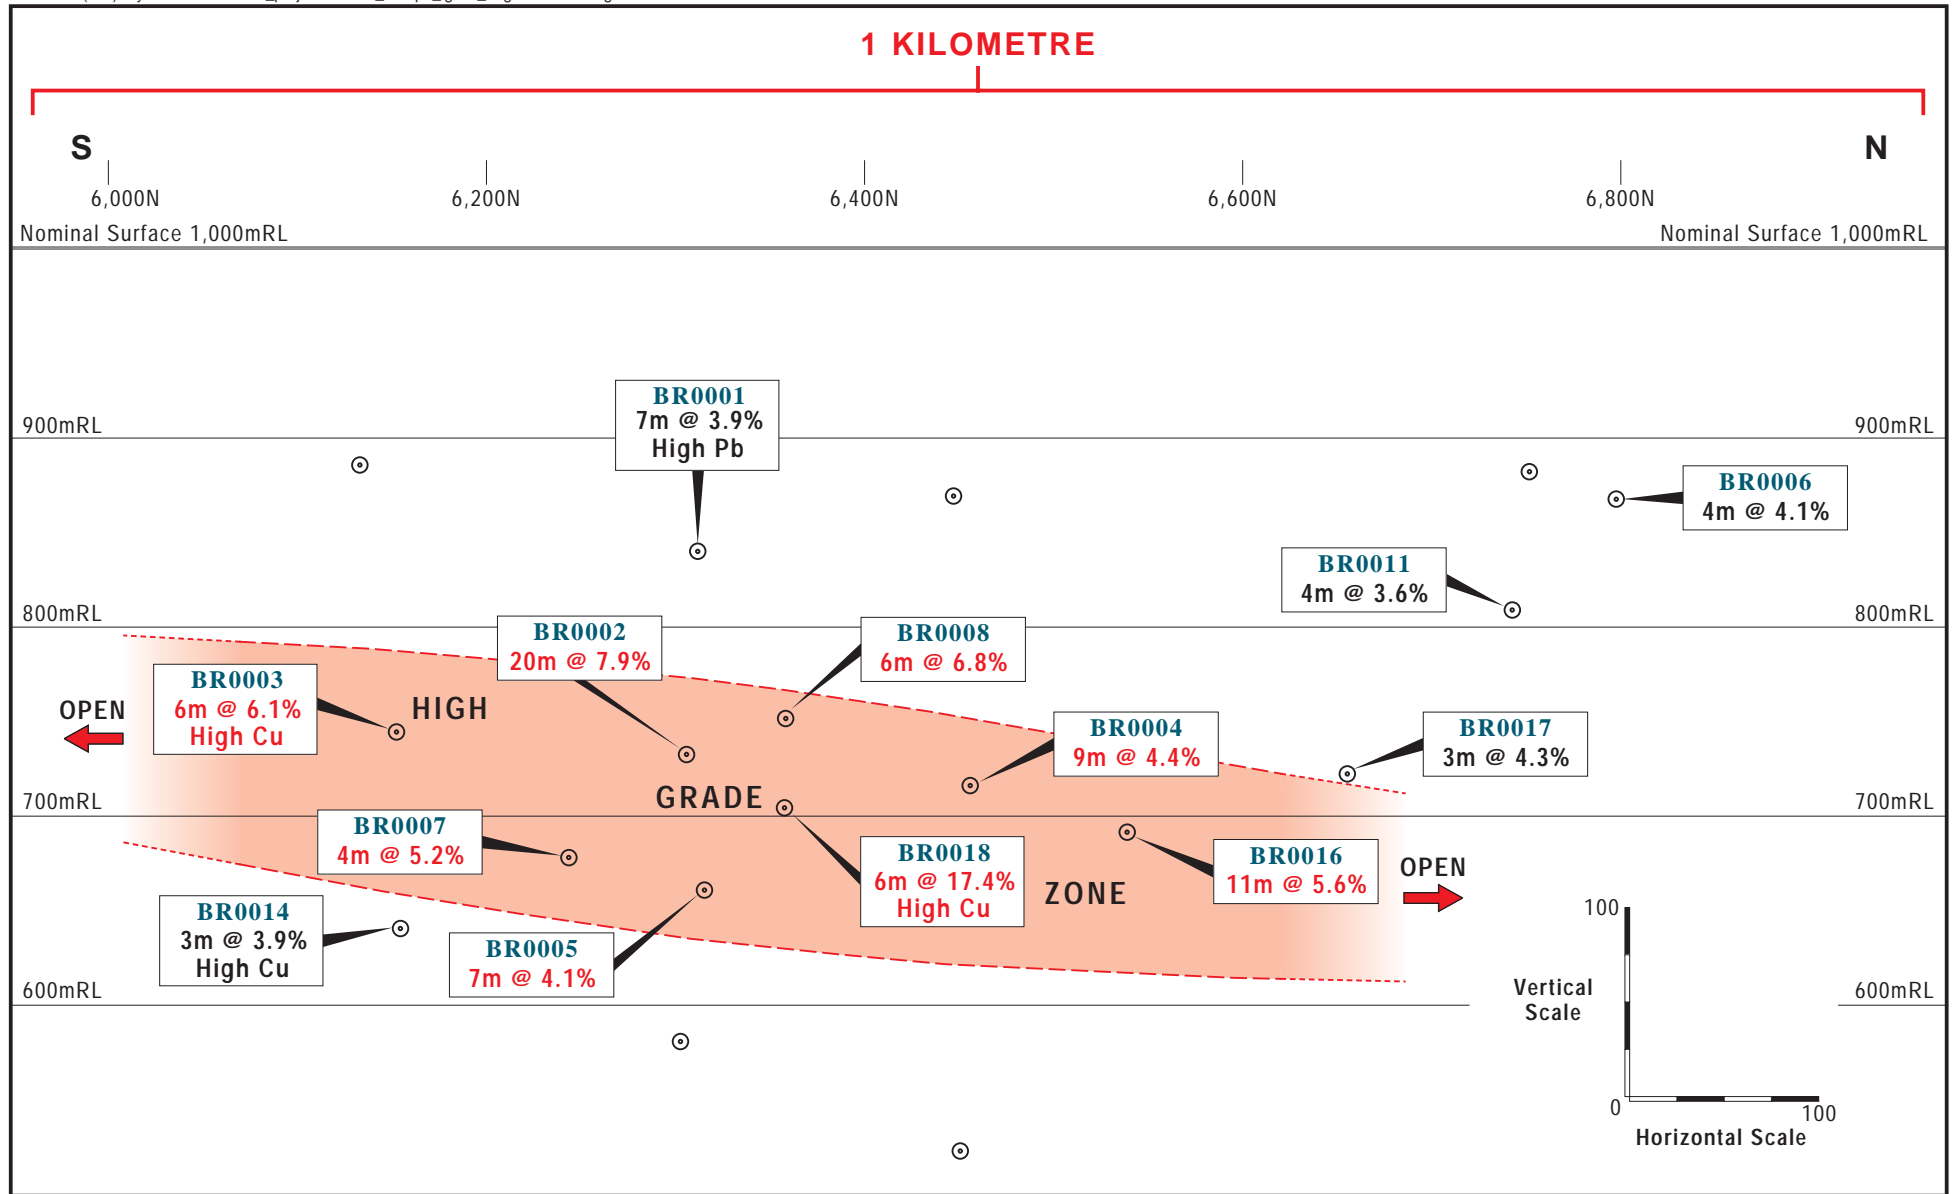 1 KILOMETRE
S
N
6,000N 6,200N 6,400N 6,600N 6,800N
Nominal Surface 1,000mRL
Nominal Surface 1,000mRL
BR0001
7m @ 3.9%
High Pb
900mRL
900mRL
BR0006
4m @ 4.1%
BR0011
4m @ 3.6%
800mRL
BR0002
20m @ 7.9%
BR0008
6m @ 6.8%
BR0003
6m @ 6.1%
High Cu
OPEN
HIGH
BR0004
9m @ 4.4%
BR0017
3m @ 4.3%
GRADE
700mRL
700mRL
BR0007
4m @ 5.2%
BR0018
6m @ 17.4%
High Cu
BR0016
11m @ 5.6%
OPEN
ZONE
BR0014
3m @ 3.9%
High Cu
BR0005
7m @ 4.1%
600mRL
600mRL
100
Vertical
Scale
0
100
Horizontal Scale
800mRL